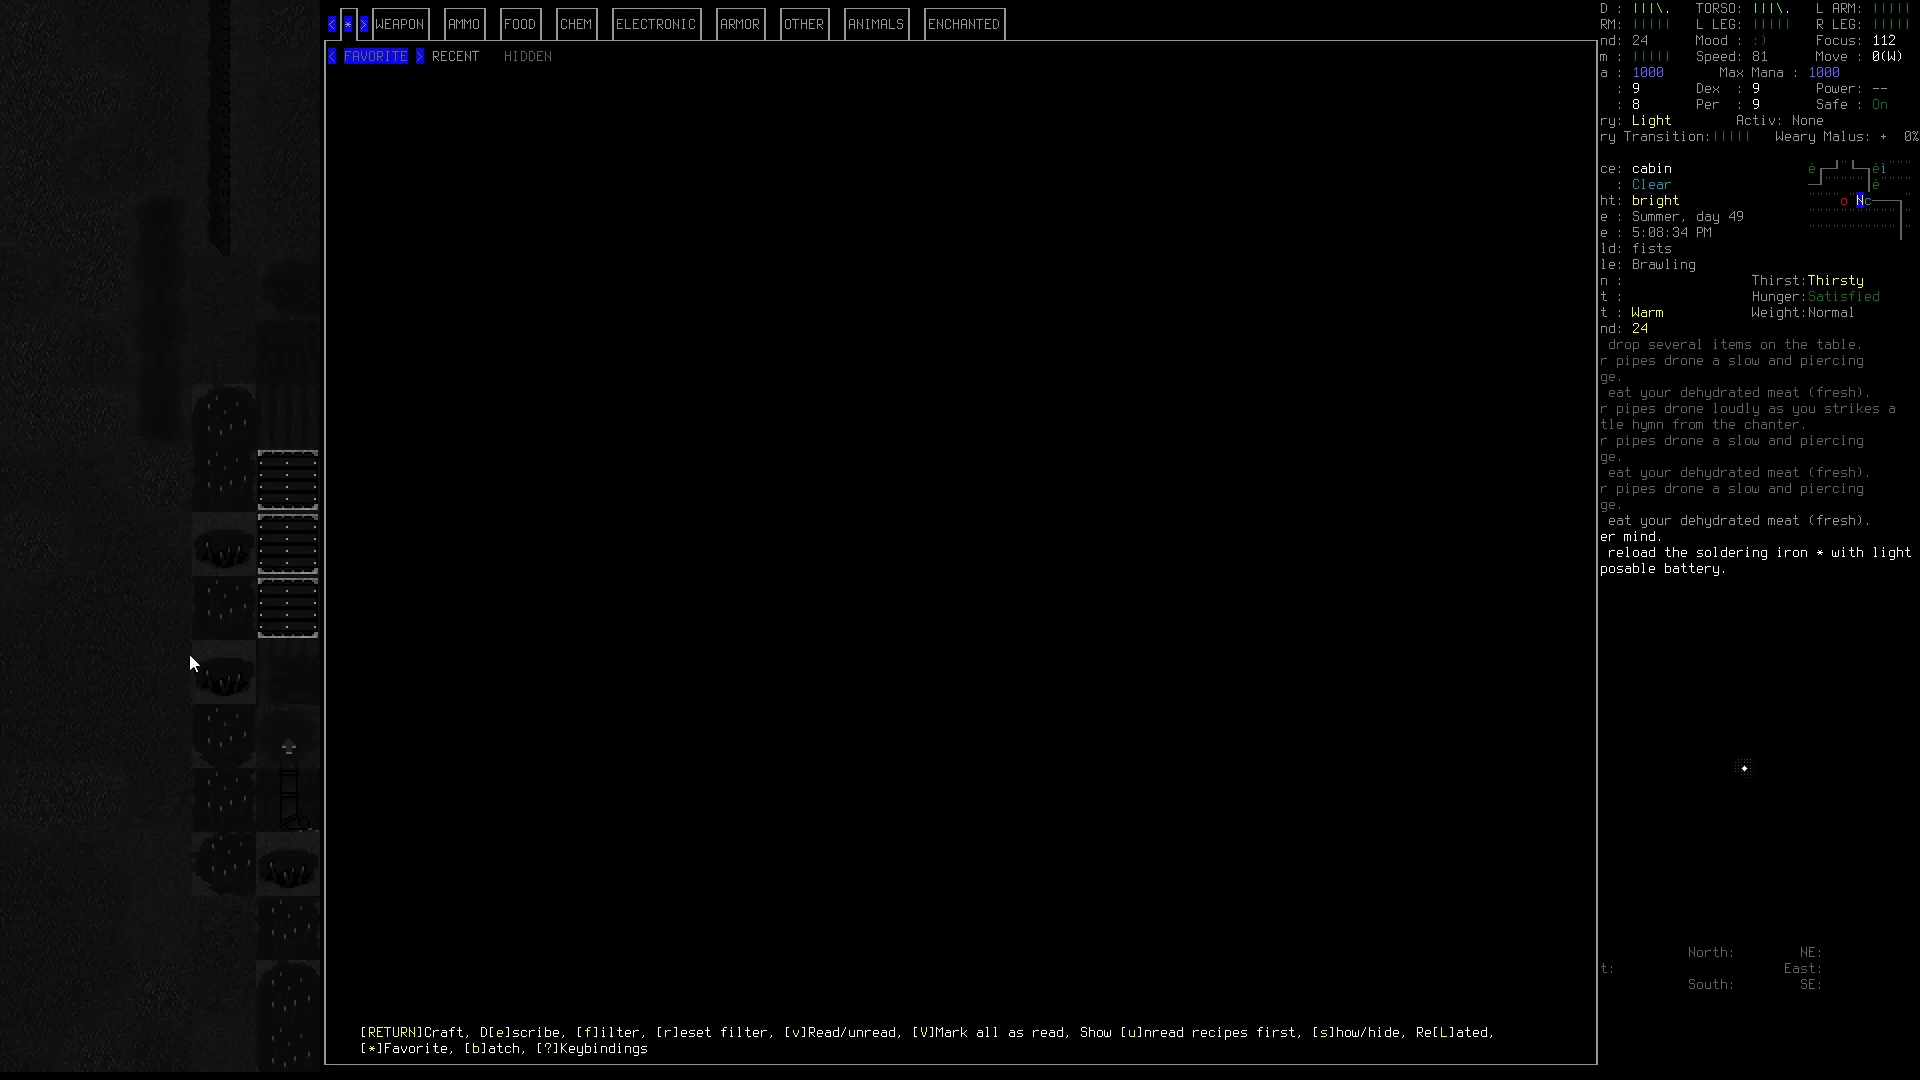 < * > WEAPON AMMO FOOD CHEM ELECTRONIC ARMOR OTHER ANIMALS ENCHANTED
< FAVORITE > RECENT HIDDEN
[RETURN]Craft, D[e]scribe, [f]ilter, [r]eset filter, [v]Read/unread, [V]Mark all as read, Show [u]nread recipes first, [s]how/hide, Re[L]ated,
[*]Favorite, [b]atch, [?]Keybindings
D : |||\. TORSO: |||\. L ARM: |||||
RM: ||||| L LEG: ||||| R LEG: |||||
nd: 24 Mood : :) Focus: 112
m : ||||| Speed: 81 Move : 0(W)
a : 1000 Max Mana : 1000
: 9 Dex : 9 Power: --
: 8 Per : 9 Safe : On
ry: Light Activ: None
ry Transition:||||| Weary Malus: + 0%
ce: cabin
: Clear
ht: bright
e : Summer, day 49
e : 5:08:34 PM
ld: fists
le: Brawling
n : Thirst:Thirsty
t : Hunger:Satisfied
t : Warm Weight:Normal
nd: 24
drop several items on the table.
r pipes drone a slow and piercing
ge.
eat your dehydrated meat (fresh).
r pipes drone loudly as you strikes a
tle hymn from the chanter.
r pipes drone a slow and piercing
ge.
eat your dehydrated meat (fresh).
r pipes drone a slow and piercing
ge.
eat your dehydrated meat (fresh).
er mind.
reload the soldering iron * with light
posable battery.
North: NE:
t: East:
South: SE: